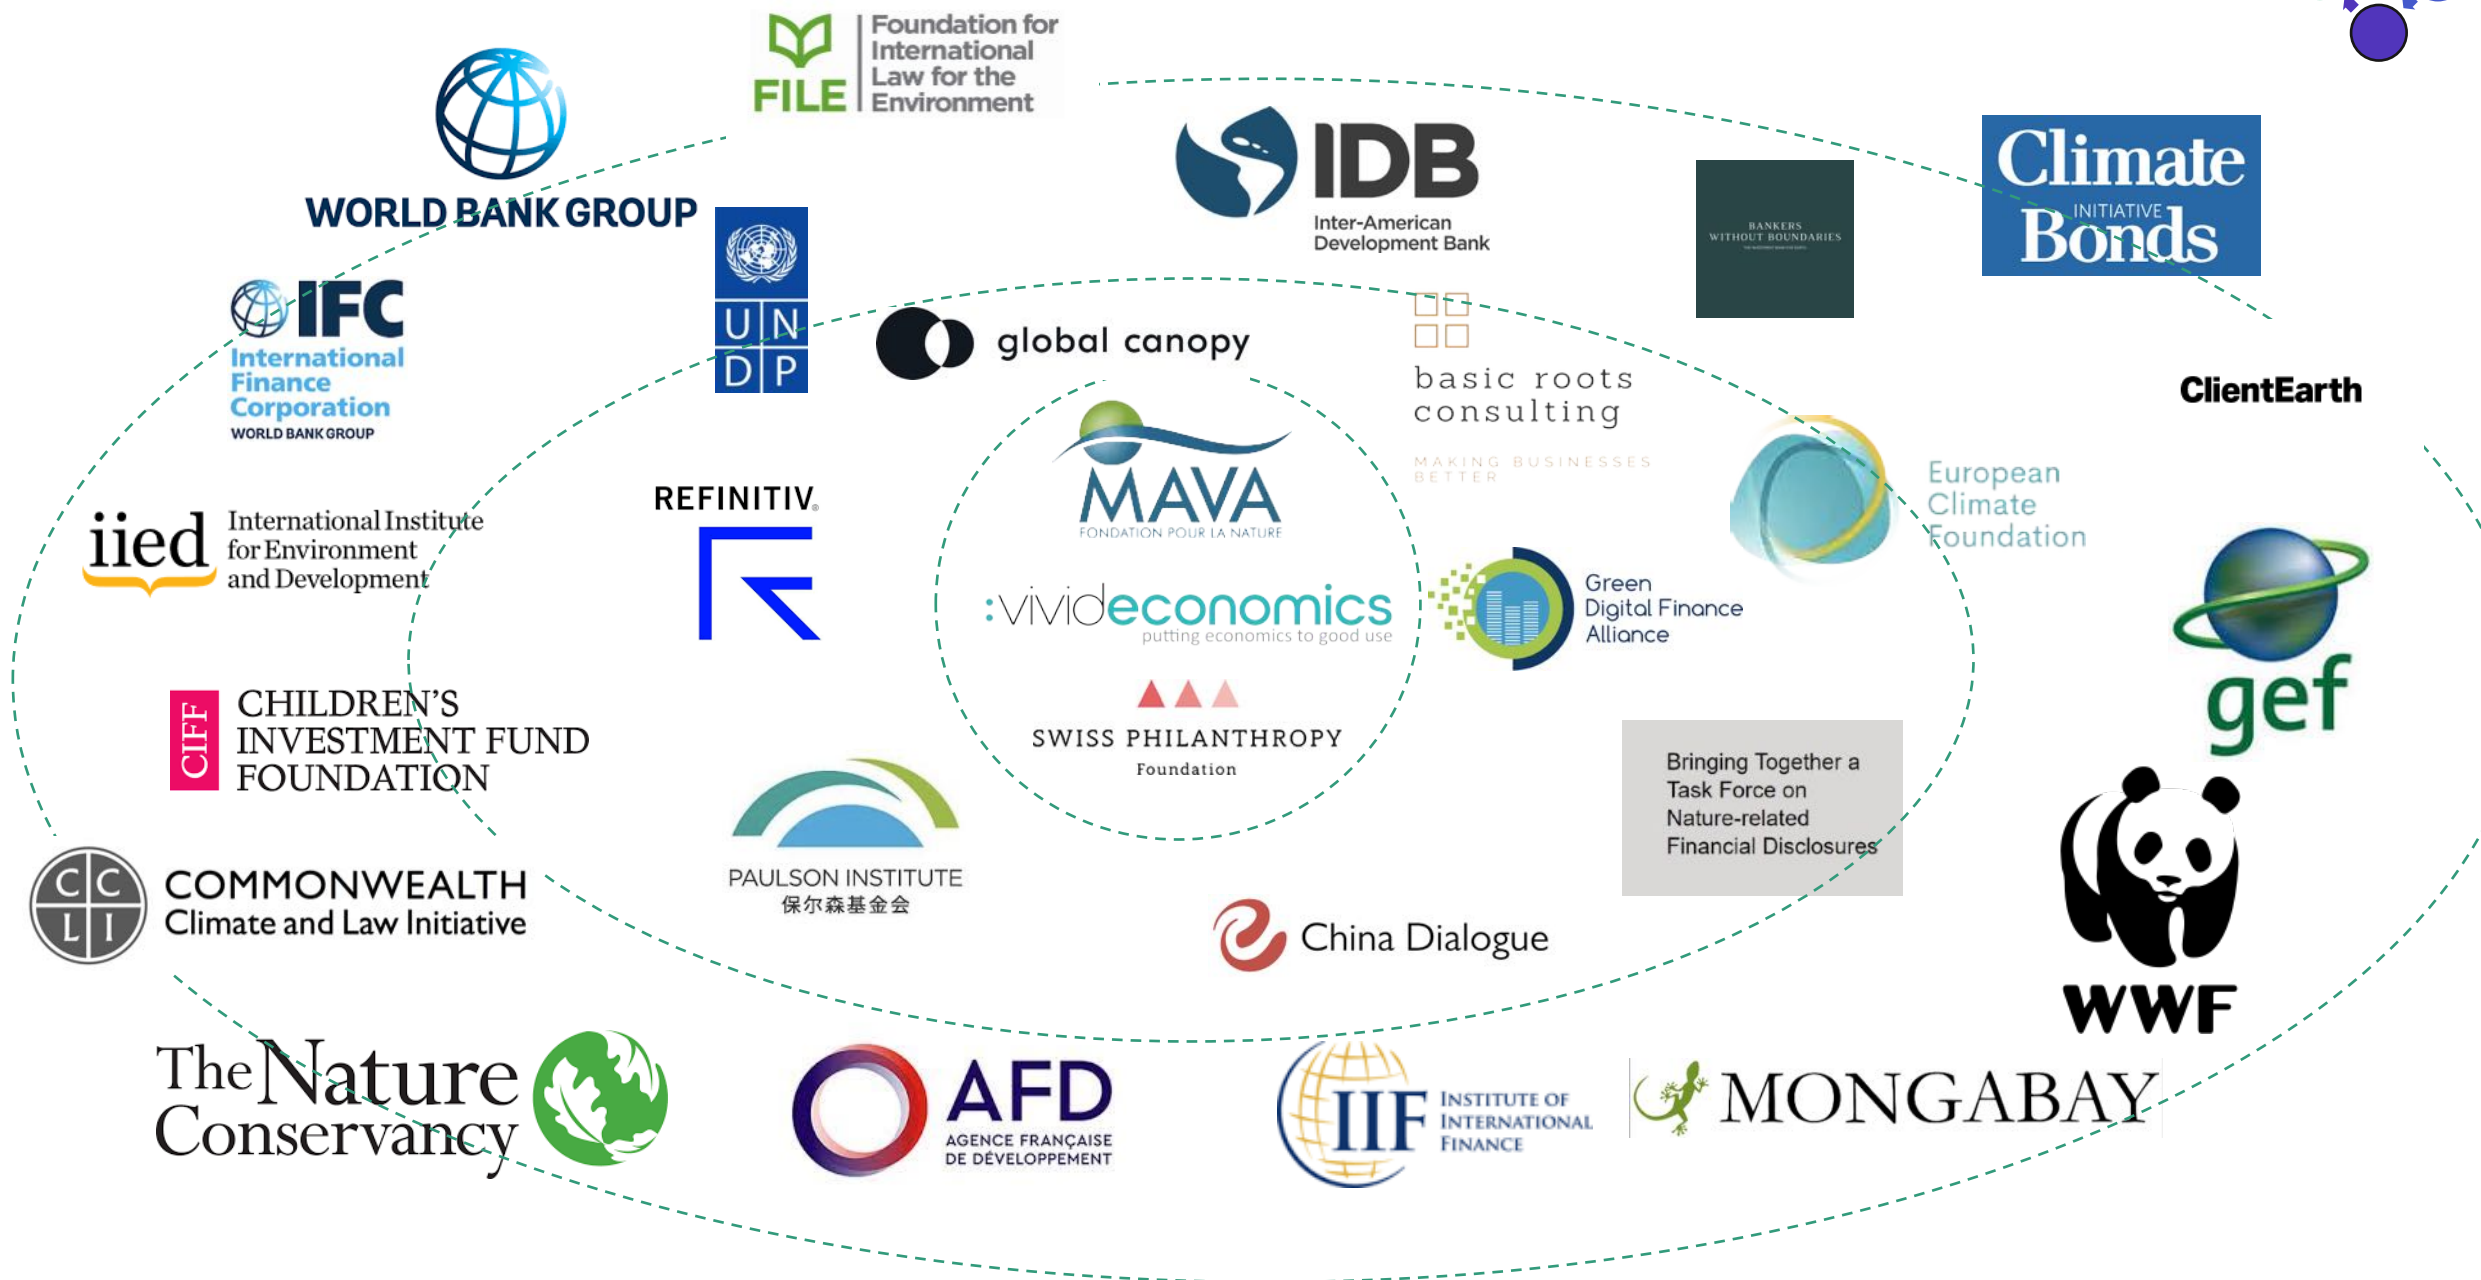 FILE
Foundation for
International
Law for the
Environment
WORLD BANK GROUP
IDB
Inter-American
Development Bank
BANKERS
WITHOUT BOUNDARIES
Climate
INITIATIVE
Bonds
IFC
International
Finance
Corporation
WORLD BANK GROUP
UN
DP
global canopy
basic roots
consulting
MAKING BUSINESSES
BETTER
ClientEarth
MAVA
FONDATION POUR LA NATURE
European
Climate
Foundation
REFINITIV
iied
International Institute
for Environment
and Development
:vivideconomics
putting economics to good use
Green
Digital Finance
Alliance
gef
CIFF
CHILDREN'S
INVESTMENT FUND
FOUNDATION
SWISS PHILANTHROPY
Foundation
Bringing Together a
Task Force on
Nature-related
Financial Disclosures
PAULSON INSTITUTE
保尔森基金会
CCLI
COMMONWEALTH
Climate and Law Initiative
China Dialogue
WWF
The Nature
Conservancy
AFD
AGENCE FRANÇAISE
DE DÉVELOPPEMENT
IIF
INSTITUTE OF
INTERNATIONAL
FINANCE
MONGABAY